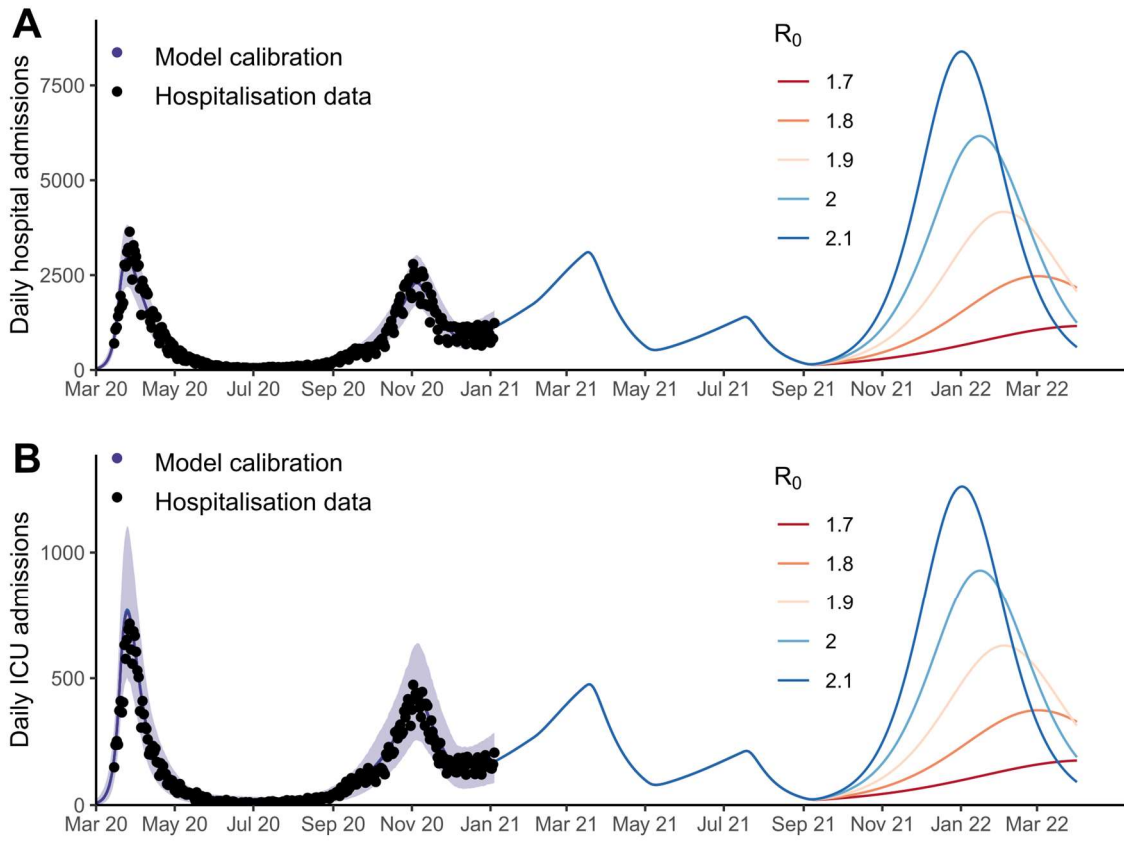 A
Daily hospital admissions
7500
5000
2500
0
Model calibration
Hospitalisation data
R0
1.7
1.8
1.9
2
2.1
Mar 20 May 20 Jul 20 Sep 20 Nov 20 Jan 21 Mar 21 May 21 Jul 21 Sep 21 Nov 21 Jan 22 Mar 22
B
Daily ICU admissions
1000
500
0
Model calibration
Hospitalisation data
R0
1.7
1.8
1.9
2
2.1
Mar 20 May 20 Jul 20 Sep 20 Nov 20 Jan 21 Mar 21 May 21 Jul 21 Sep 21 Nov 21 Jan 22 Mar 22